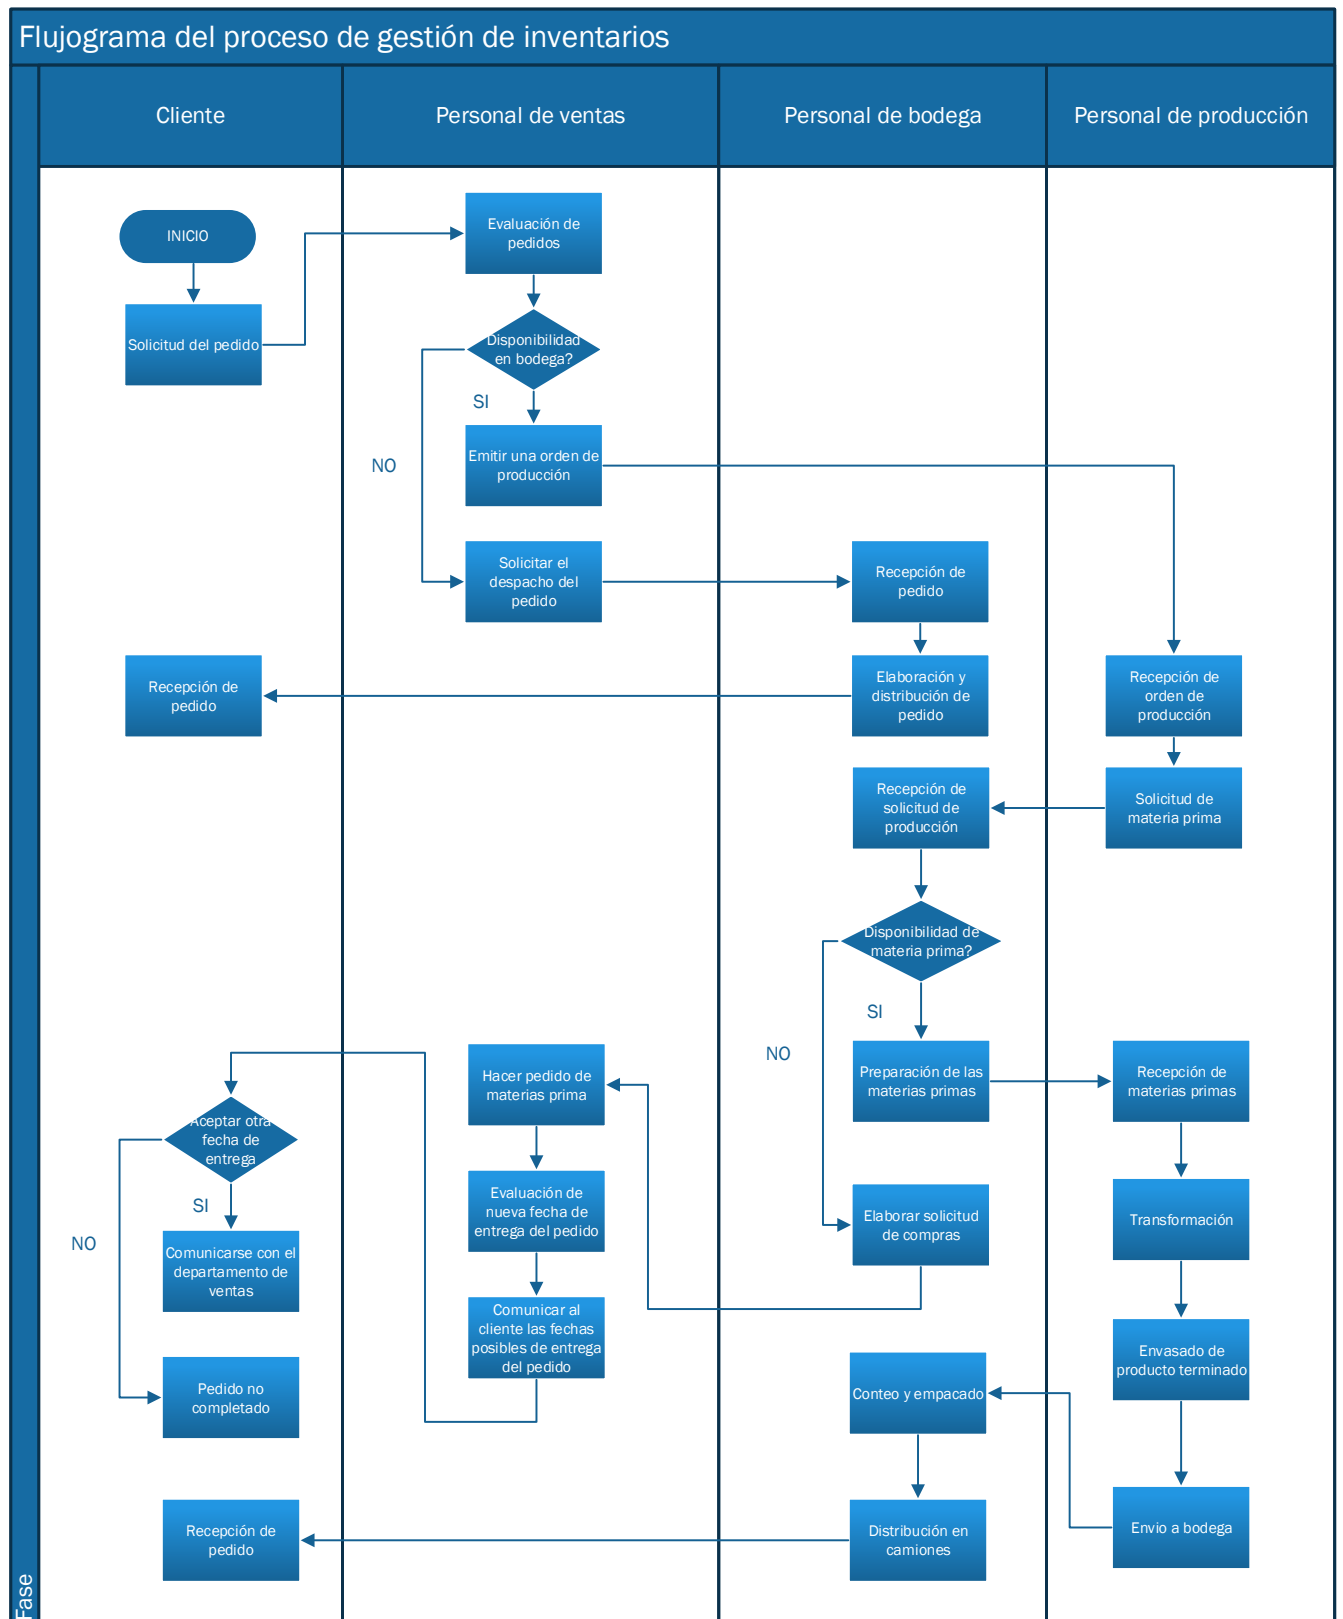 Flujograma del proceso de gestión de inventarios
Cliente
Personal de ventas
Personal de bodega
Personal de producción
INICIO
Evaluación de
pedidos
Solicitud del pedido
Disponibilidad
en bodega?
SI
NO
Emitir una orden de
producción
Solicitar el
despacho del
pedido
Recepción de
pedido
Recepción de
pedido
Elaboración y
distribución de
pedido
Recepción de
orden de
producción
Recepción de
solicitud de
producción
Solicitud de
materia prima
Disponibilidad de
materia prima?
SI
NO
Hacer pedido de
materias prima
Preparación de las
materias primas
Recepción de
materias primas
Aceptar otra
fecha de
entrega
SI
NO
Evaluación de
nueva fecha de
entrega del pedido
Elaborar solicitud
de compras
Transformación
Comunicarse con el
departamento de
ventas
Comunicar al
cliente las fechas
posibles de entrega
del pedido
Envasado de
producto terminado
Pedido no
completado
Conteo y empacado
Recepción de
pedido
Distribución en
camiones
Envio a bodega
Fase